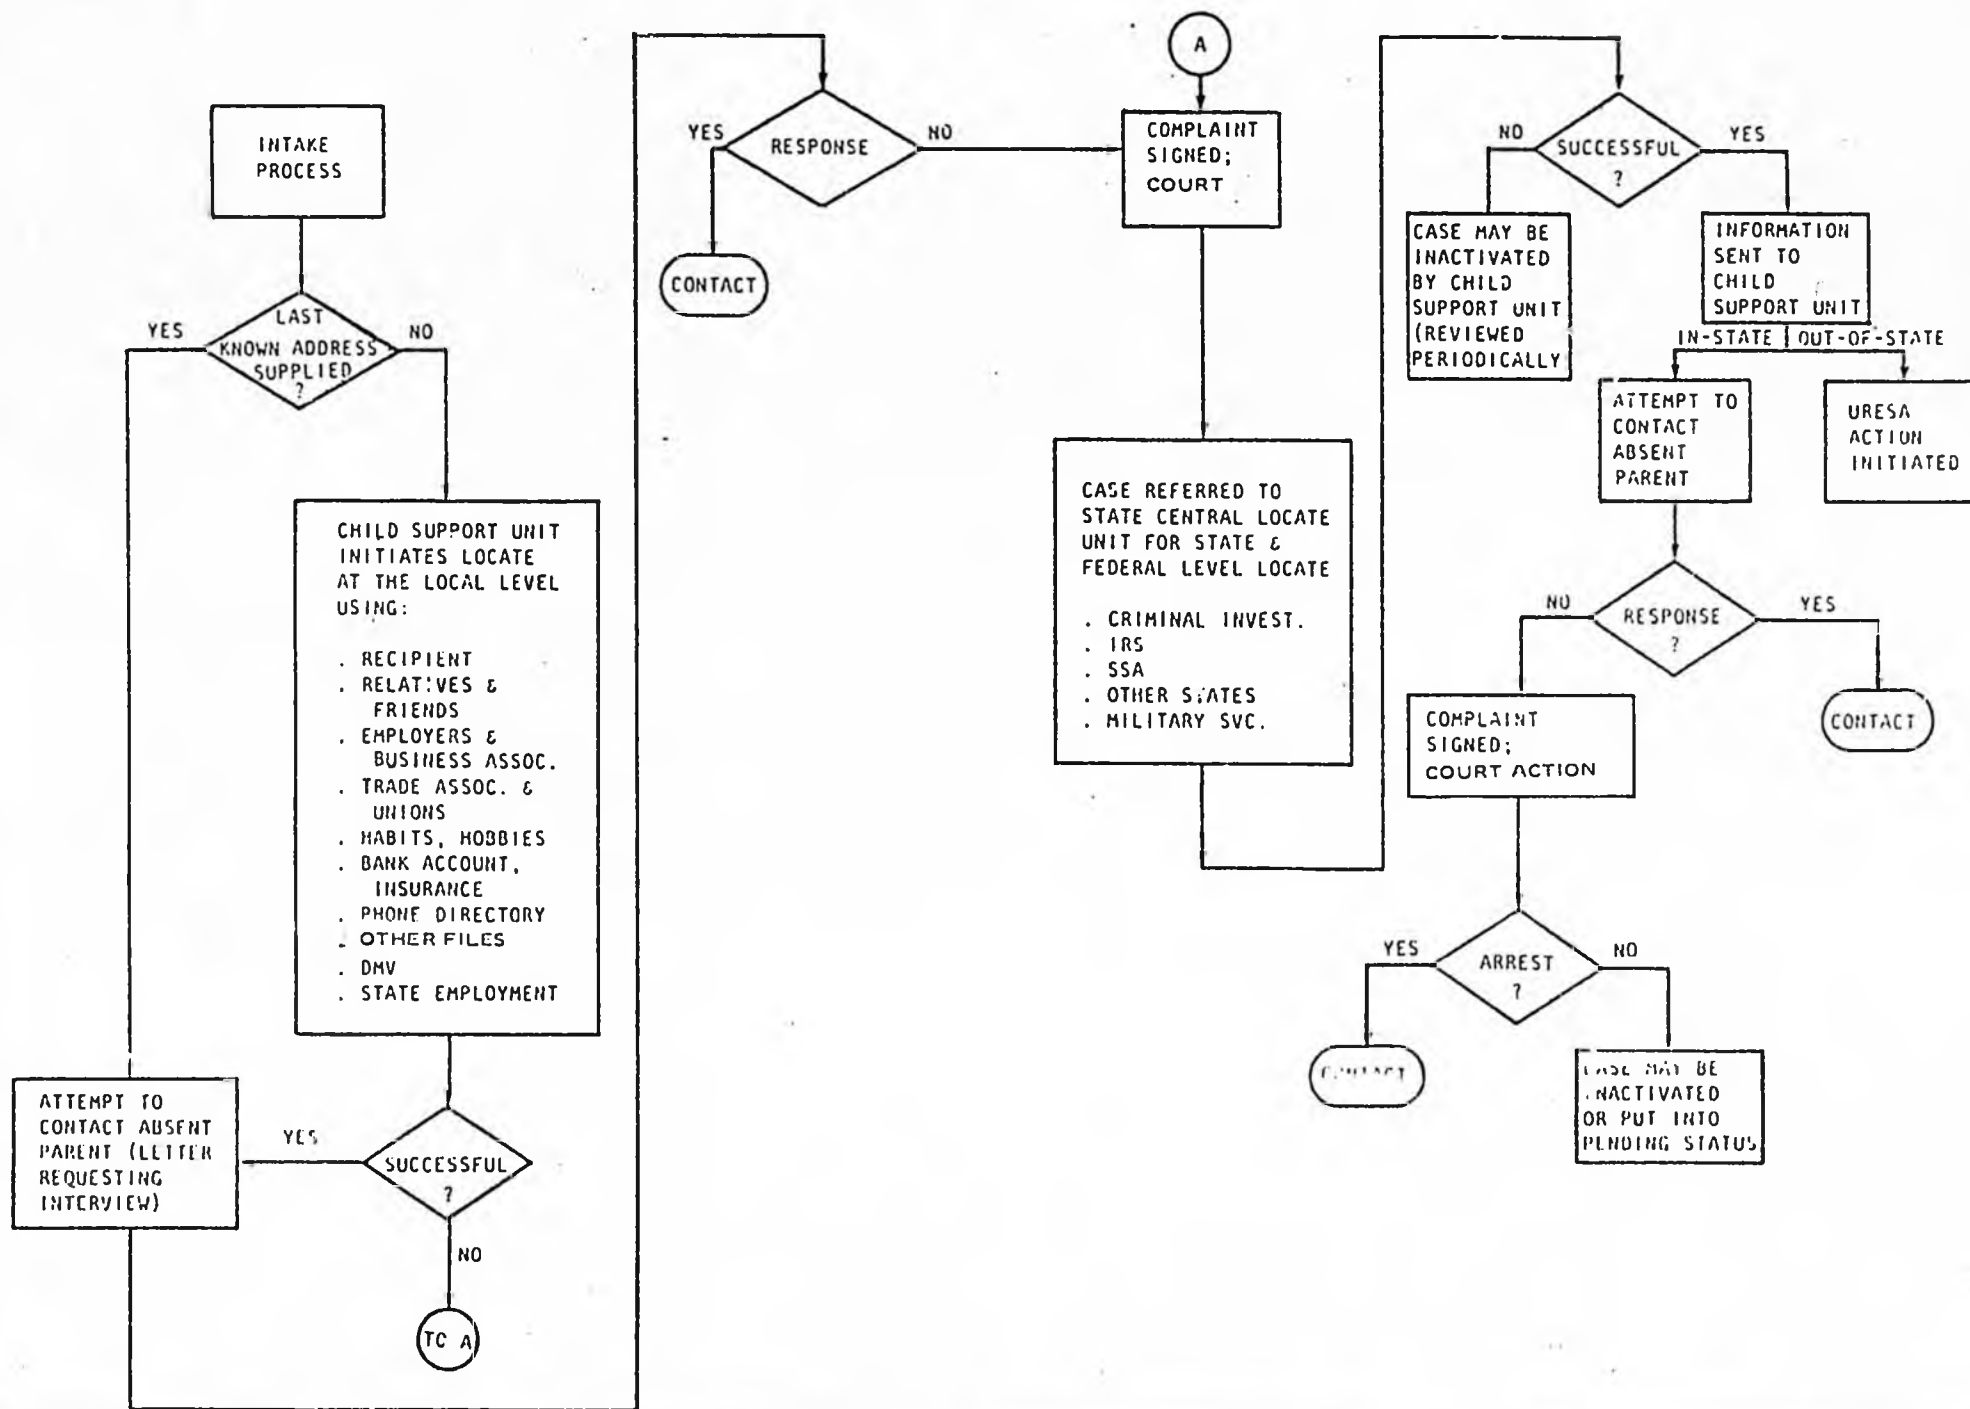 INTAKE
PROCESS
YES
LAST
KNOWN ADDRESS
SUPPLIED
?
NO
CHILD SUPPORT UNIT
INITIATES LOCATE
AT THE LOCAL LEVEL
USING:
. RECIPIENT
. RELATIVES &
FRIENDS
. EMPLOYERS &
BUSINESS ASSOC.
. TRADE ASSOC. &
UNIONS
. HABITS, HOBBIES
. BANK ACCOUNT,
INSURANCE
. PHONE DIRECTORY
. OTHER FILES
. DMV
. STATE EMPLOYMENT
ATTEMPT TO
CONTACT ABSENT
PARENT (LETTER
REQUESTING
INTERVIEW)
YES
SUCCESSFUL
?
NO
TO A
YES
RESPONSE
NO
CONTACT
A
COMPLAINT
SIGNED;
COURT
CASE REFERRED TO
STATE CENTRAL LOCATE
UNIT FOR STATE &
FEDERAL LEVEL LOCATE
. CRIMINAL INVEST.
. IRS
. SSA
. OTHER STATES
. MILITARY SVC.
NO
SUCCESSFUL
?
YES
CASE MAY BE
INACTIVATED
BY CHILD
SUPPORT UNIT
(REVIEWED
PERIODICALLY
INFORMATION
SENT TO
CHILD
SUPPORT UNIT
IN-STATE
OUT-OF-STATE
ATTEMPT TO
CONTACT
ABSENT
PARENT
URESA
ACTION
INITIATED
NO
RESPONSE
?
YES
CONTACT
COMPLAINT
SIGNED;
COURT ACTION
YES
ARREST
?
NO
CONTACT
CASE MAY BE
INACTIVATED
OR PUT INTO
PENDING STATUS